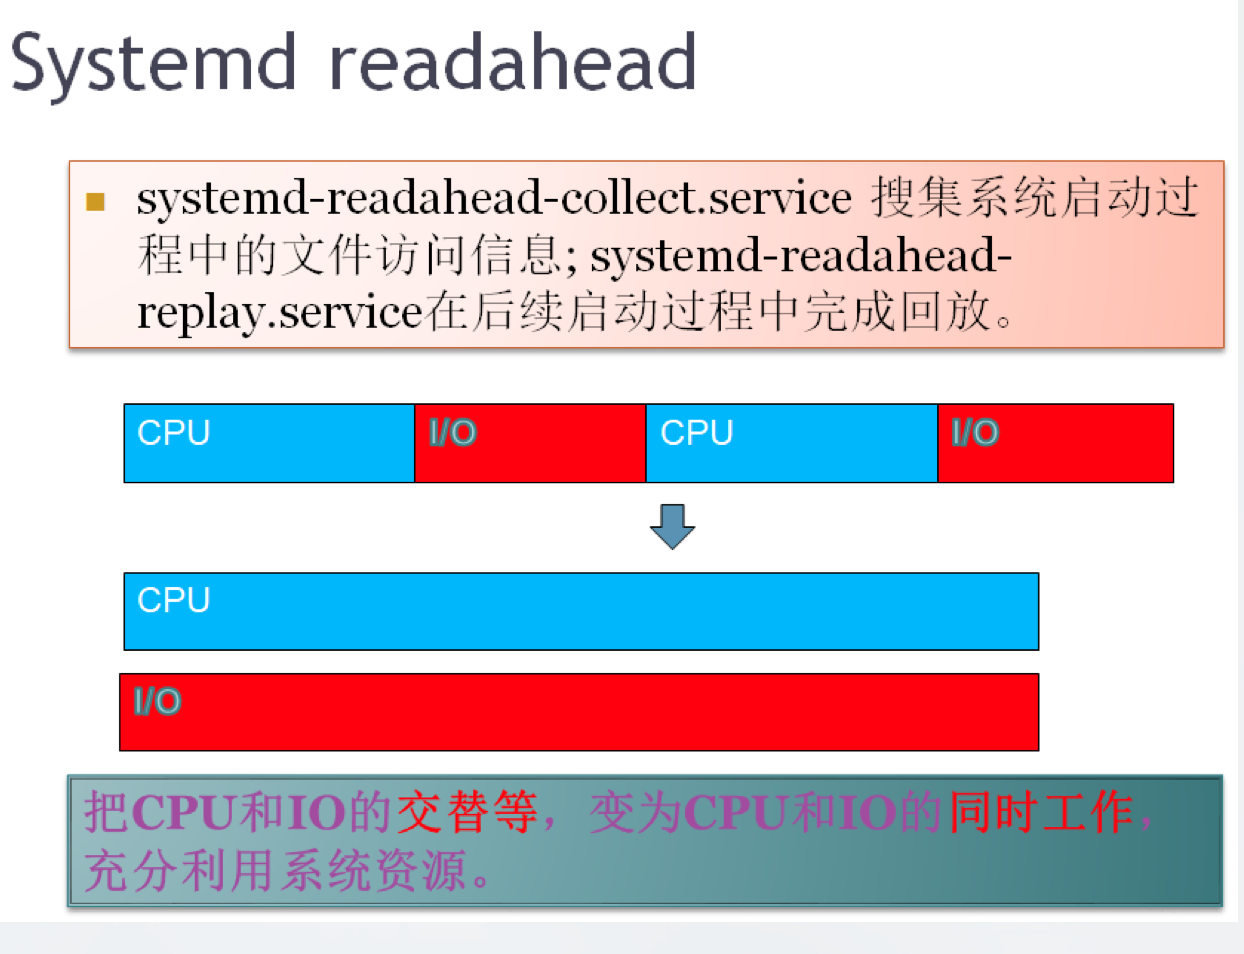 Systemd readahead
systemd-readahead-collect.service 搜集系统启动过
程中的文件访问信息; systemd-readahead-
replay.service在后续启动过程中完成回放。
CPU
I/O
CPU
I/O
CPU
I/O
把CPU和IO的交替等，变为CPU和IO的同时工作，
充分利用系统资源。